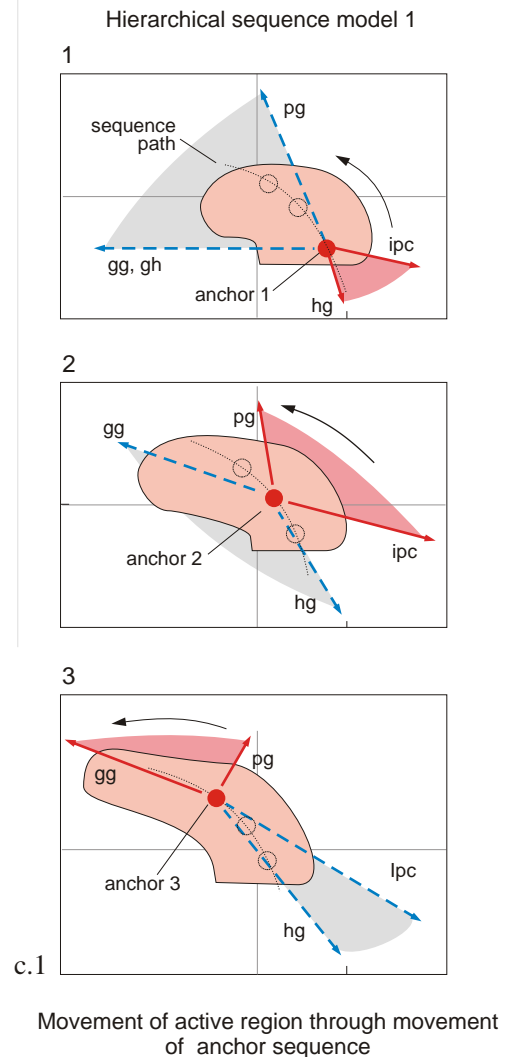 Hierarchical sequence model 1
1
pg
sequence
path
ipc
gg, gh
anchor 1
hg
2
pg
gg
ipc
anchor 2
hg
3
pg
gg
Ipc
anchor 3
hg
c.1
Movement of active region through movement
of anchor sequence